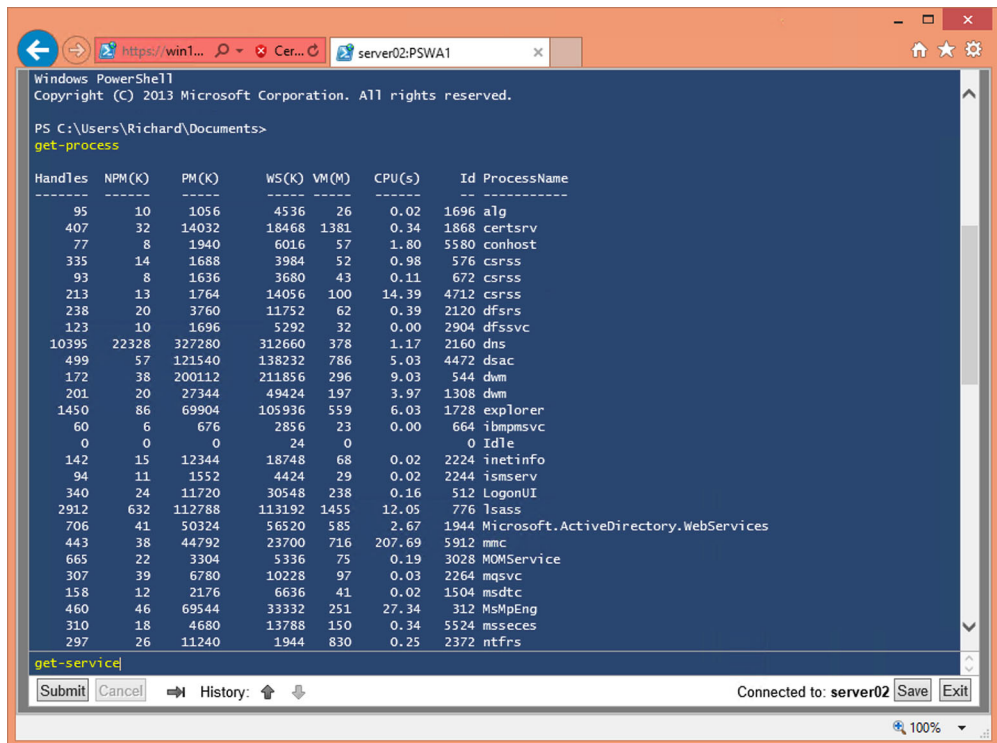 https://win1... Cer... server02:PSWA1
Windows PowerShell
Copyright (C) 2013 Microsoft Corporation. All rights reserved.
PS C:\Users\Richard\Documents>
get-process
Handles NPM(K) PM(K) WS(K) VM(M) CPU(s) Id ProcessName
------- ------ ----- ----- ----- ------ -- -----------
95 10 1056 4536 26 0.02 1696 alg
407 32 14032 18468 1381 0.34 1868 certsrv
77 8 1940 6016 57 1.80 5580 conhost
335 14 1688 3984 52 0.98 576 csrss
93 8 1636 3680 43 0.11 672 csrss
213 13 1764 14056 100 14.39 4712 csrss
238 20 3760 11752 62 0.39 2120 dfsrs
123 10 1696 5292 32 0.00 2904 dfssvc
10395 22328 327280 312660 378 1.17 2160 dns
499 57 121540 138232 786 5.03 4472 dsac
172 38 200112 211856 296 9.03 544 dwm
201 20 27344 49424 197 3.97 1308 dwm
1450 86 69904 105936 559 6.03 1728 explorer
60 6 676 2856 23 0.00 664 ibmpmsvc
0 0 0 24 0 0 Idle
142 15 12344 18748 68 0.02 2224 inetinfo
94 11 1552 4424 29 0.02 2244 ismserv
340 24 11720 30548 238 0.16 512 LogonUI
2912 632 112788 113192 1455 12.05 776 lsass
706 41 50324 56520 585 2.67 1944 Microsoft.ActiveDirectory.WebServices
443 38 44792 23700 716 207.69 5912 mmc
665 22 3304 5336 75 0.19 3028 MOMService
307 39 6780 10228 97 0.03 2264 mqsvc
158 12 2176 6636 41 0.02 1504 msdtc
460 46 69544 33332 251 27.34 312 MsMpEng
310 18 4680 13788 150 0.34 5524 msseces
297 26 11240 1944 830 0.25 2372 ntfrs
get-service
Submit Cancel History: Connected to: server02 Save Exit
100%